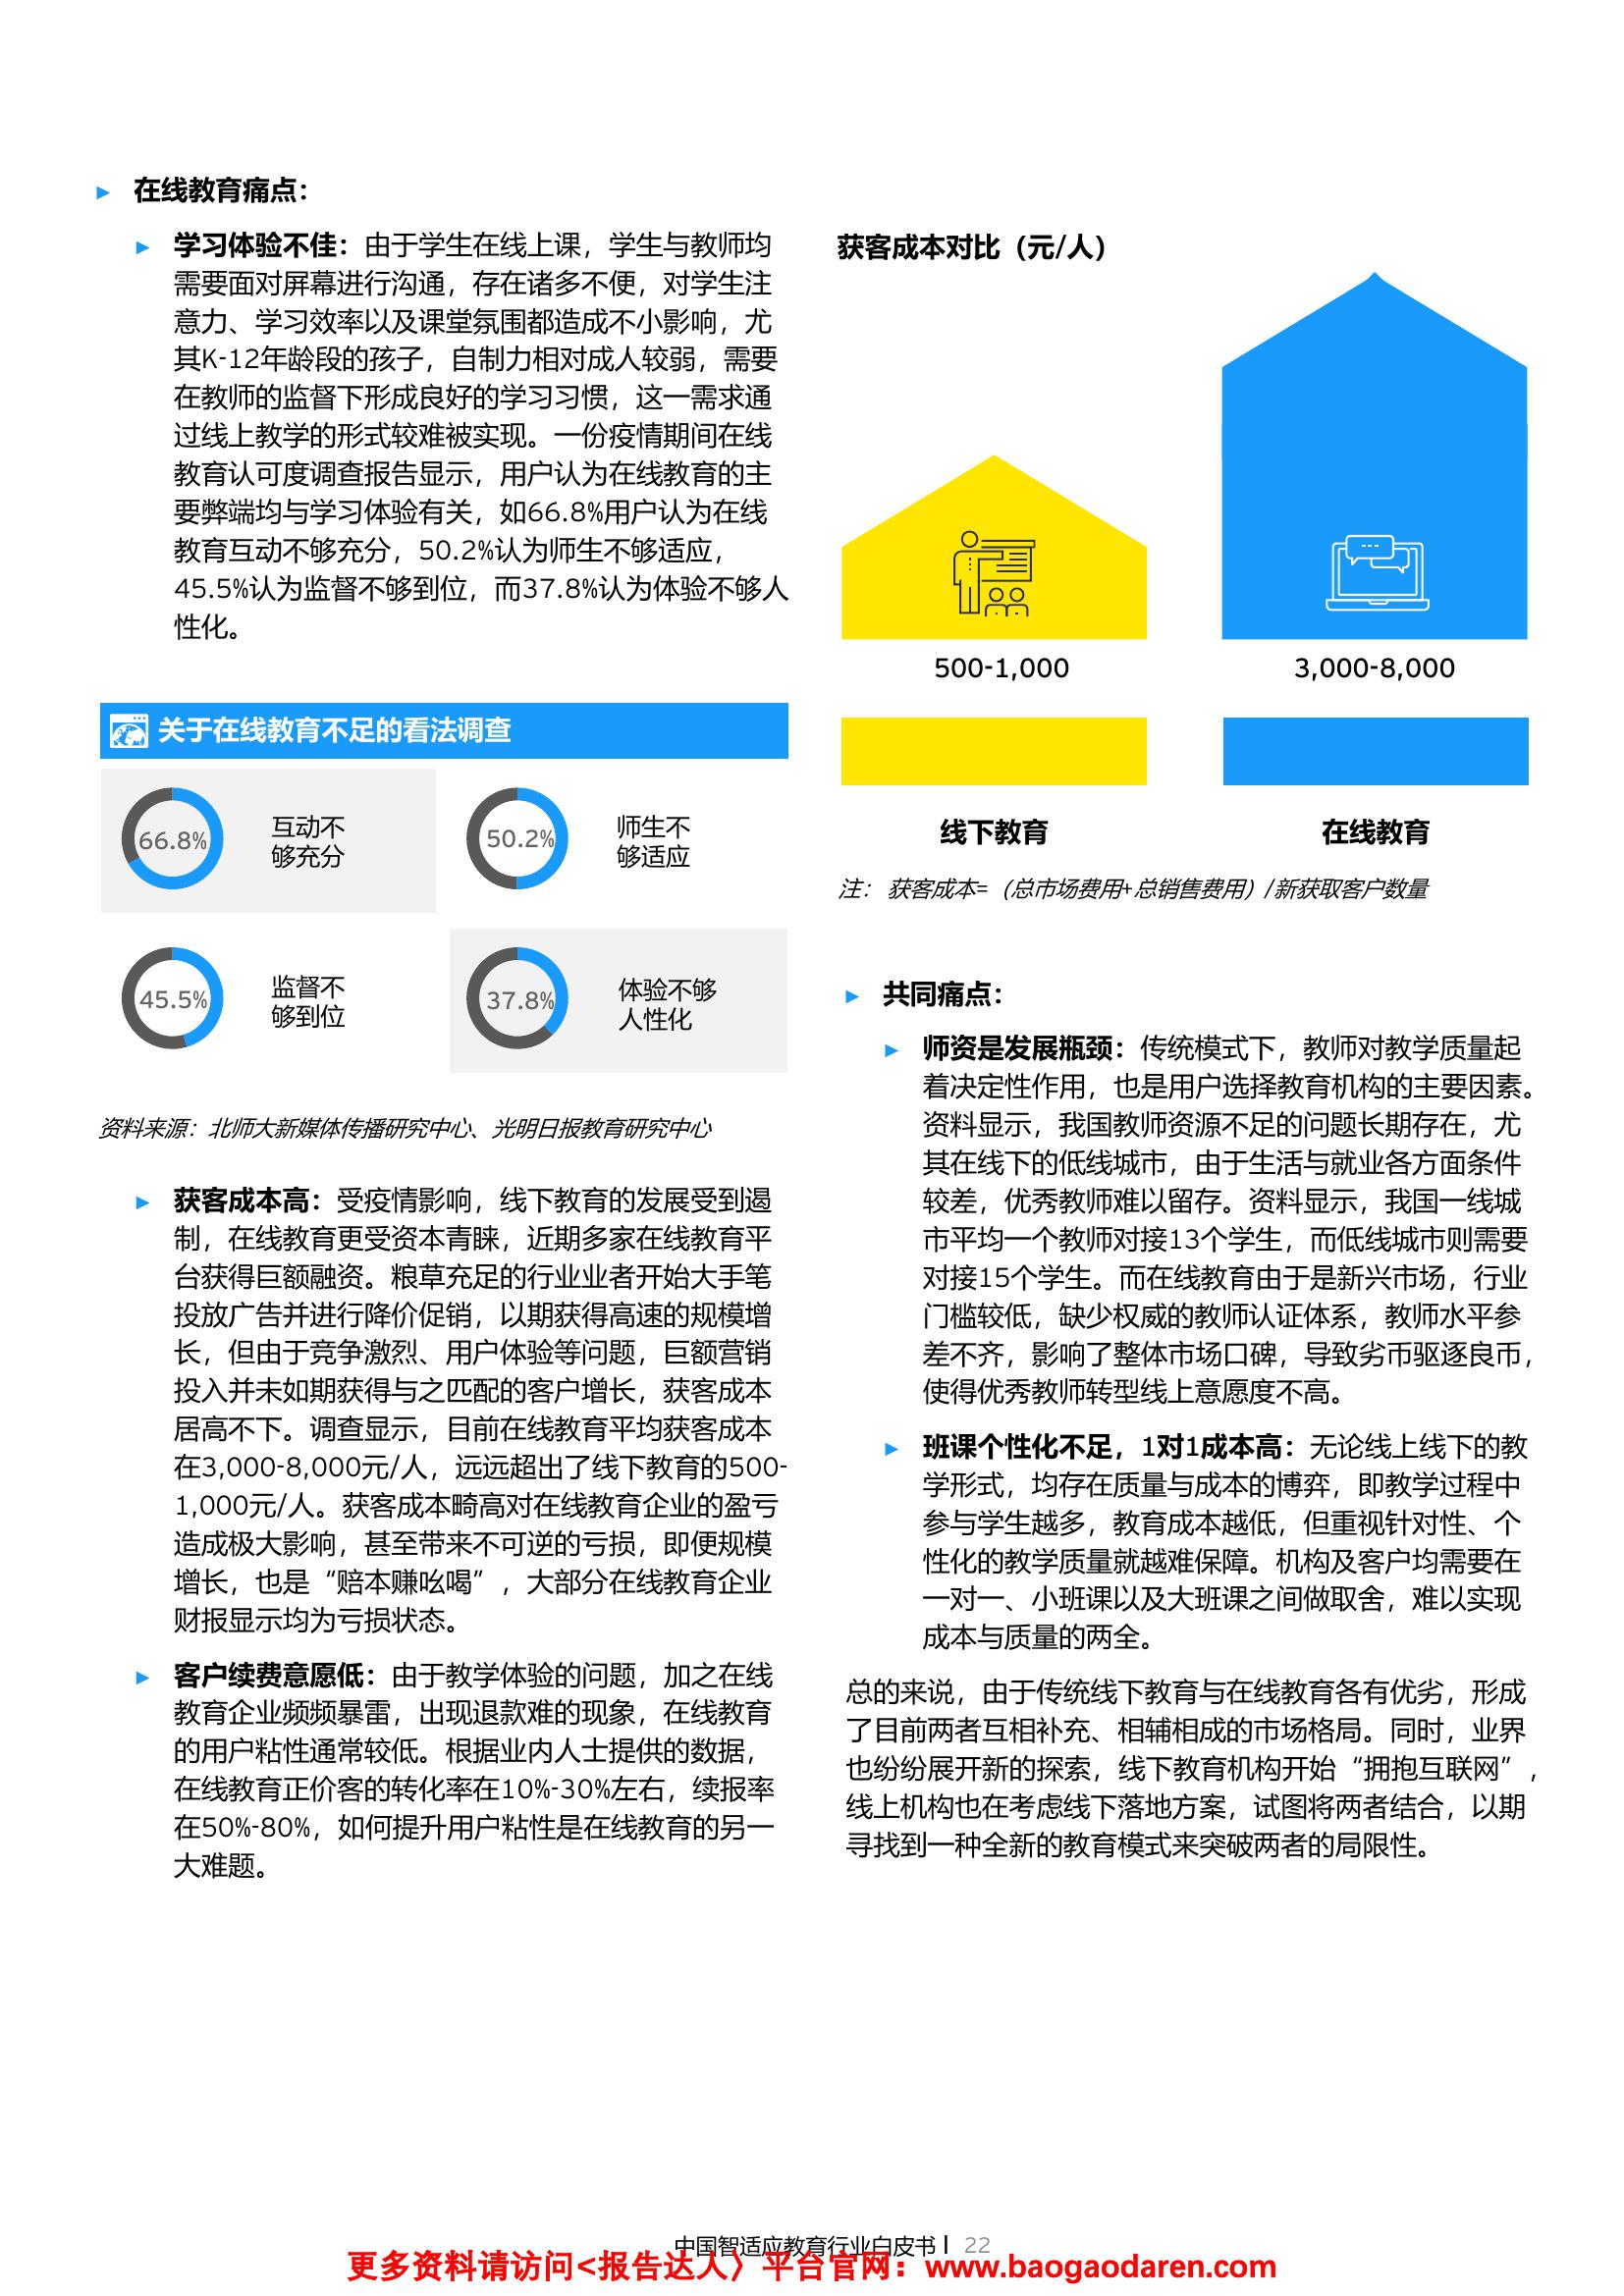 在线教育痛点：
学习体验不佳：由于学生在线上课，学生与教师均
需要面对屏幕进行沟通，存在诸多不便，对学生注
意力、学习效率以及课堂氛围都造成不小影响，尤
其K-12年龄段的孩子，自制力相对成人较弱，需要
在教师的监督下形成良好的学习习惯，这一需求通
过线上教学的形式较难被实现。一份疫情期间在线
教育认可度调查报告显示，用户认为在线教育的主
要弊端均与学习体验有关，如66.8%用户认为在线
教育互动不够充分，50.2%认为师生不够适应，
45.5%认为监督不够到位，而37.8%认为体验不够人
性化。
关于在线教育不足的看法调查
66.8%
互动不
够充分
50.2%
师生不
够适应
45.5%
监督不
够到位
37.8%
体验不够
人性化
资料来源：北师大新媒体传播研究中心、光明日报教育研究中心
获客成本高：受疫情影响，线下教育的发展受到遏
制，在线教育更受资本青睐，近期多家在线教育平
台获得巨额融资。粮草充足的行业业者开始大手笔
投放广告并进行降价促销，以期获得高速的规模增
长，但由于竞争激烈、用户体验等问题，巨额营销
投入并未如期获得与之匹配的客户增长，获客成本
居高不下。调查显示，目前在线教育平均获客成本
在3,000-8,000元/人，远远超出了线下教育的500-
1,000元/人。获客成本畸高对在线教育企业的盈亏
造成极大影响，甚至带来不可逆的亏损，即便规模
增长，也是“赔本赚吆喝”，大部分在线教育企业
财报显示均为亏损状态。
客户续费意愿低：由于教学体验的问题，加之在线
教育企业频频暴雷，出现退款难的现象，在线教育
的用户粘性通常较低。根据业内人士提供的数据，
在线教育正价客的转化率在10%-30%左右，续报率
在50%-80%，如何提升用户粘性是在线教育的另一
大难题。
获客成本对比（元/人）
500-1,000
3,000-8,000
线下教育
在线教育
注： 获客成本=（总市场费用+总销售费用）/新获取客户数量
共同痛点：
师资是发展瓶颈：传统模式下，教师对教学质量起
着决定性作用，也是用户选择教育机构的主要因素。
资料显示，我国教师资源不足的问题长期存在，尤
其在线下的低线城市，由于生活与就业各方面条件
较差，优秀教师难以留存。资料显示，我国一线城
市平均一个教师对接13个学生，而低线城市则需要
对接15个学生。而在线教育由于是新兴市场，行业
门槛较低，缺少权威的教师认证体系，教师水平参
差不齐，影响了整体市场口碑，导致劣币驱逐良币，
使得优秀教师转型线上意愿度不高。
班课个性化不足，1对1成本高：无论线上线下的教
学形式，均存在质量与成本的博弈，即教学过程中
参与学生越多，教育成本越低，但重视针对性、个
性化的教学质量就越难保障。机构及客户均需要在
一对一、小班课以及大班课之间做取舍，难以实现
成本与质量的两全。
总的来说，由于传统线下教育与在线教育各有优劣，形成
了目前两者互相补充、相辅相成的市场格局。同时，业界
也纷纷展开新的探索，线下教育机构开始“拥抱互联网”，
线上机构也在考虑线下落地方案，试图将两者结合，以期
寻找到一种全新的教育模式来突破两者的局限性。
中国智适应教育行业白皮书 | 22
更多资料请访问<报告达人〉平台官网：www.baogaodaren.com